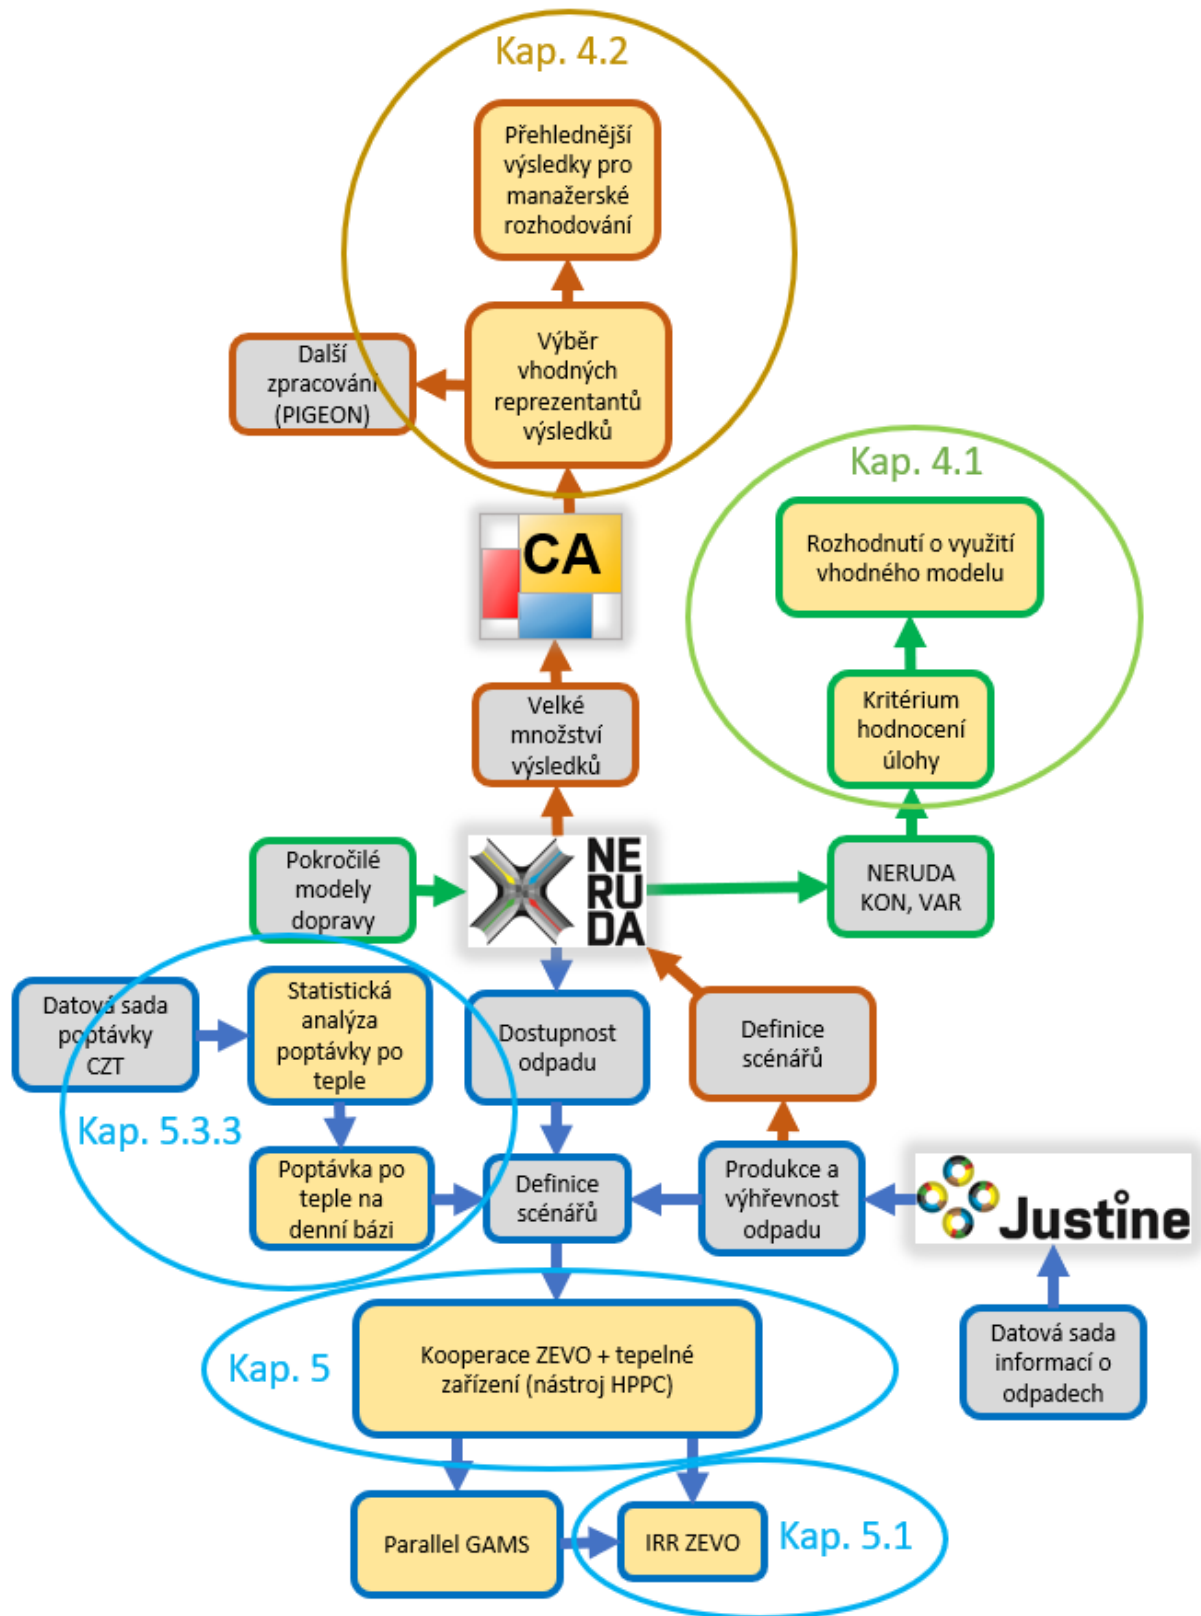 Kap. 4.2
Přehlednější
výsledky pro
manažerské
rozhodování
Další
zpracování
(PIGEON)
Výběr
vhodných
reprezentantů
výsledků
Kap. 4.1
Rozhodnutí o využití
vhodného modelu
CA
Kritérium
hodnocení
úlohy
Velké
množství
výsledků
Pokročilé
modely
dopravy
NE
RU
DA
NERUDA
KON, VAR
Datová sada
poptávky
CZT
Statistická
analýza
poptávky po
teple
Dostupnost
odpadu
Definice
scénářů
Kap. 5.3.3
Poptávka po
teple na
denní bázi
Definice
scénářů
Produkce a
výhřevnost
odpadu
Justine
Kap. 5
Kooperace ZEVO + tepelné
zařízení (nástroj HPPC)
Datová sada
informací o
odpadech
Parallel GAMS
IRR ZEVO
Kap. 5.1